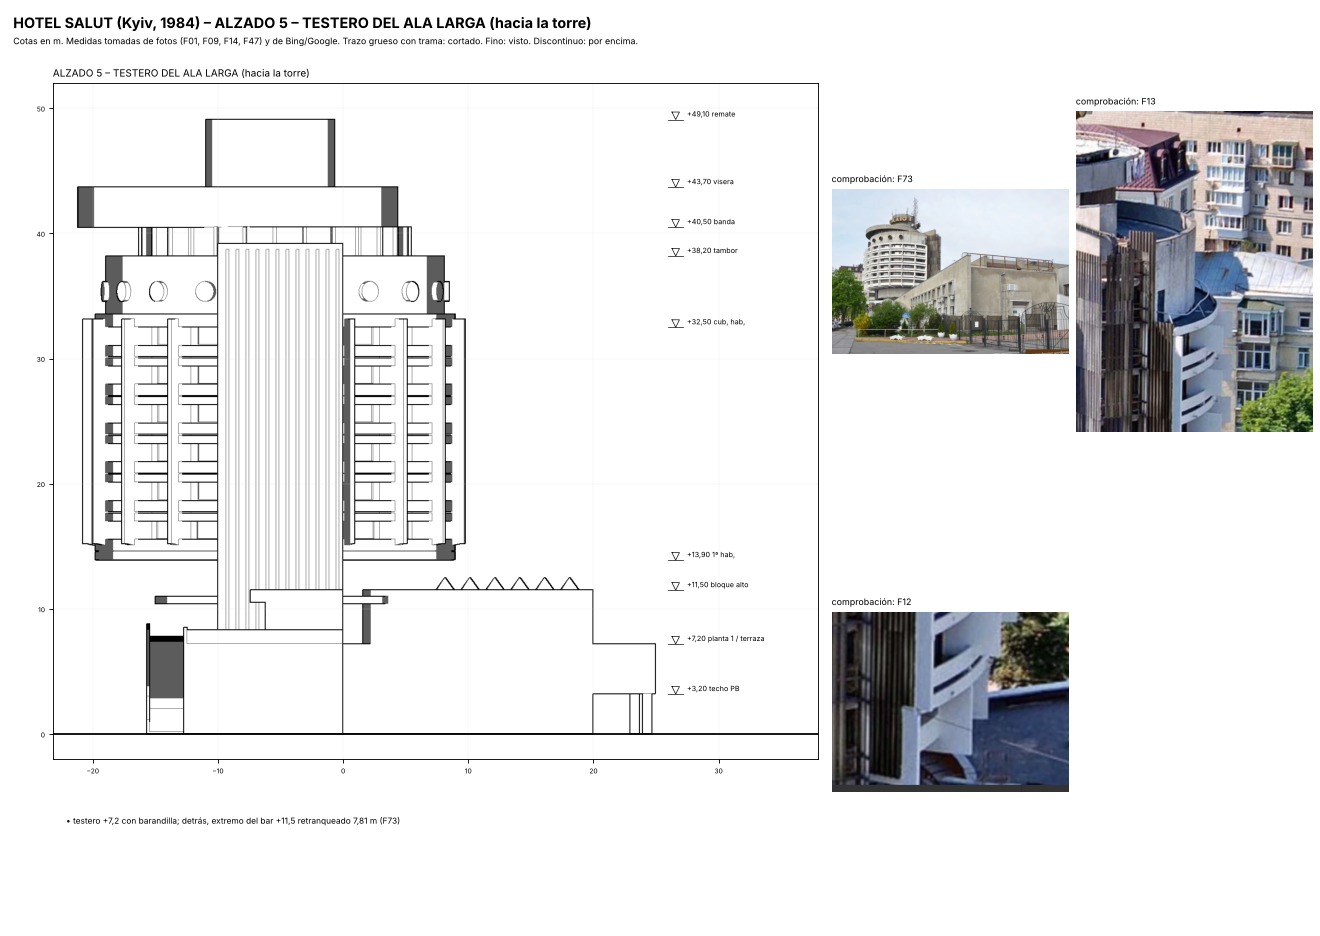 HOTEL SALUT (Kyiv, 1984) – ALZADO 5 – TESTERO DEL ALA LARGA (hacia la torre)
Cotas en m. Medidas tomadas de fotos (F01, F09, F14, F47) y de Bing/Google. Trazo grueso con trama: cortado. Fino: visto. Discontinuo: por encima.
ALZADO 5 – TESTERO DEL ALA LARGA (hacia la torre)
50
40
30
20
10
0
−20
−10
0
10
20
30
+49,10 remate
+43,70 visera
+40,50 banda
+38,20 tambor
+32,50 cub, hab,
+13,90 1ª hab,
+11,50 bloque alto
+7,20 planta 1 / terraza
+3,20 techo PB
comprobación: F73
comprobación: F13
comprobación: F12
• testero +7,2 con barandilla; detrás, extremo del bar +11,5 retranqueado 7,81 m (F73)